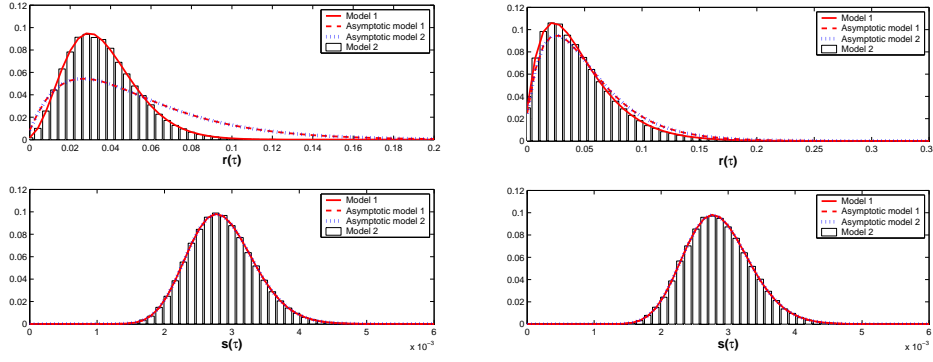 0.12
0.1
0.08
0.06
0.04
0.02
0
0 0.02 0.04 0.06 0.08 0.1 0.12 0.14 0.16 0.18 0.2
r(τ)
Model 1
Asymptotic model 1
Asymptotic model 2
Model 2
0.12
0.1
0.08
0.06
0.04
0.02
0
0 0.05 0.1 0.15 0.2 0.25 0.3
r(τ)
Model 1
Asymptotic model 1
Asymptotic model 2
Model 2
0.12
0.1
0.08
0.06
0.04
0.02
0
0 1 2 3 4 5 6
x 10⁻³
s(τ)
Model 1
Asymptotic model 1
Asymptotic model 2
Model 2
0.12
0.1
0.08
0.06
0.04
0.02
0
0 1 2 3 4 5 6
x 10⁻³
s(τ)
Model 1
Asymptotic model 1
Asymptotic model 2
Model 2